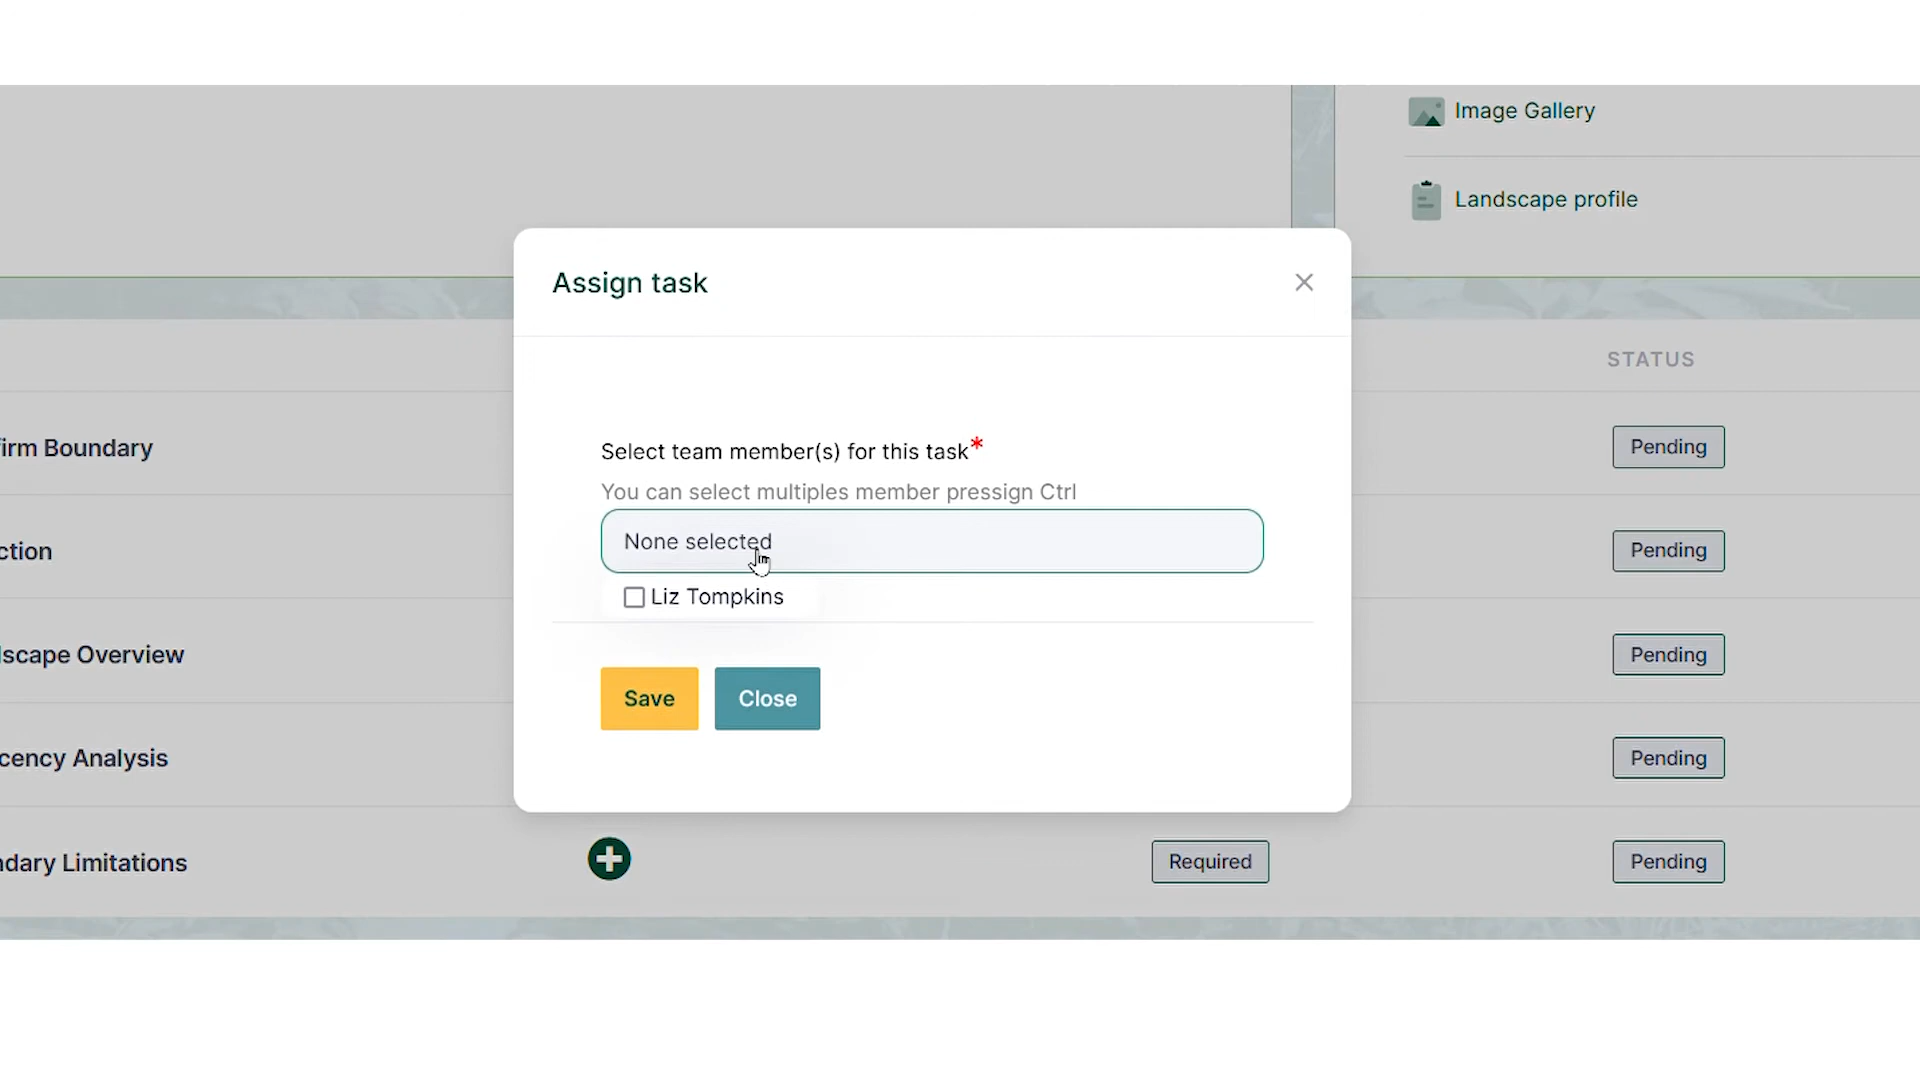 Image Gallery
Landscape profile
Assign task
STATUS
Select team member(s) for this task*
You can select multiples member pressign Ctrl
None selected
Liz Tompkins
Save Close
irm Boundary
Pending
ction
Pending
scape Overview
Pending
cency Analysis
Pending
dary Limitations
Required
Pending